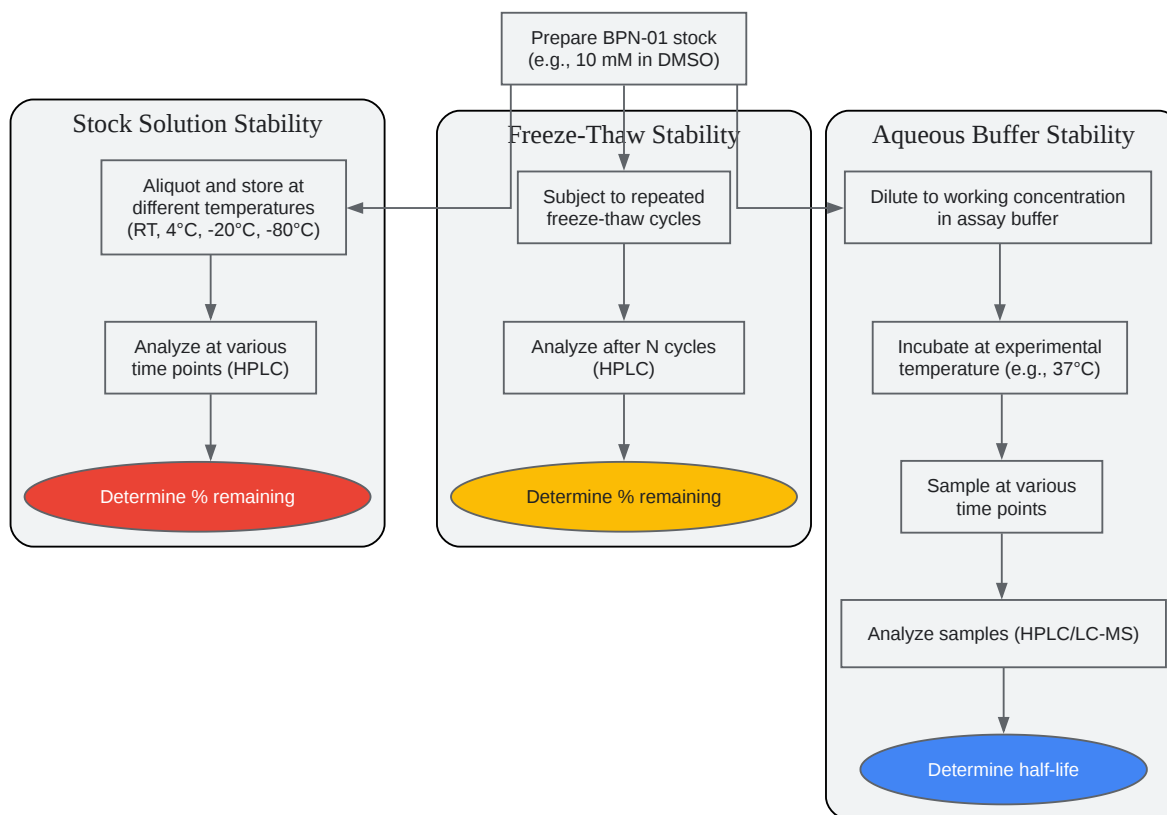 Prepare BPN-01 stock
(e.g., 10 mM in DMSO)
Stock Solution Stability
Aliquot and store at
different temperatures
(RT, 4°C, -20°C, -80°C)
Analyze at various
time points (HPLC)
Determine % remaining
Freeze-Thaw Stability
Subject to repeated
freeze-thaw cycles
Analyze after N cycles
(HPLC)
Determine % remaining
Aqueous Buffer Stability
Dilute to working concentration
in assay buffer
Incubate at experimental
temperature (e.g., 37°C)
Sample at various
time points
Analyze samples (HPLC/LC-MS)
Determine half-life